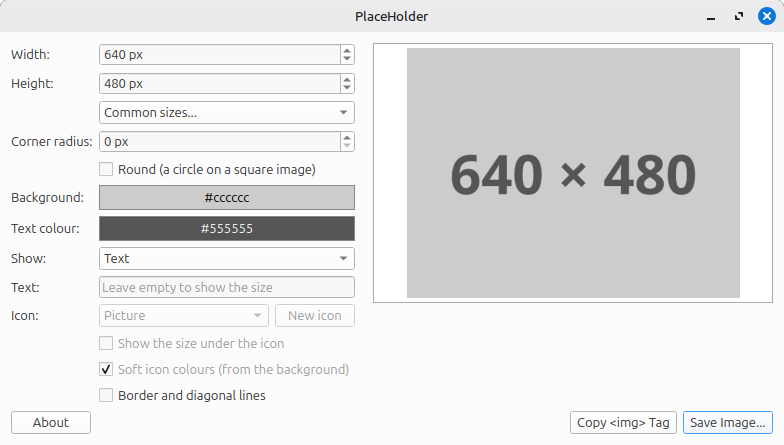 PlaceHolder
Width: 640 px
Height: 480 px
Common sizes...
Corner radius: 0 px
Round (a circle on a square image)
Background: #cccccc
Text colour: #555555
Show: Text
Text: Leave empty to show the size
Icon: Picture New icon
Show the size under the icon
Soft icon colours (from the background)
Border and diagonal lines
640 × 480
About Copy <img> Tag Save Image...